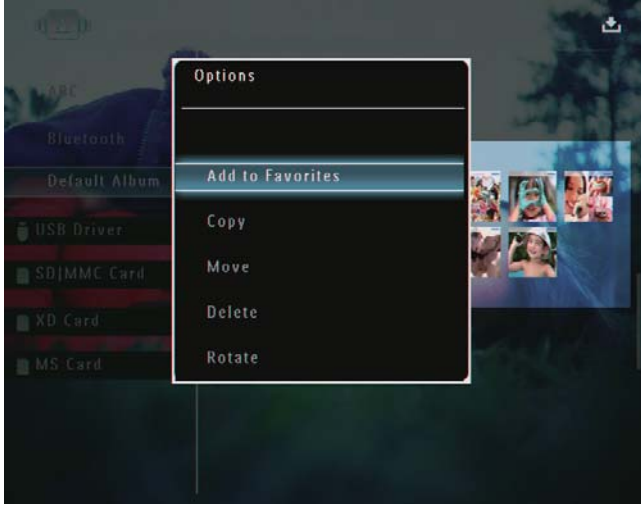 Options
Add to Favorites
Copy
Move
Delete
Rotate
ABC
Bluetooth
Default Album
USB Driver
SD|MMC Card
XD Card
MS Card